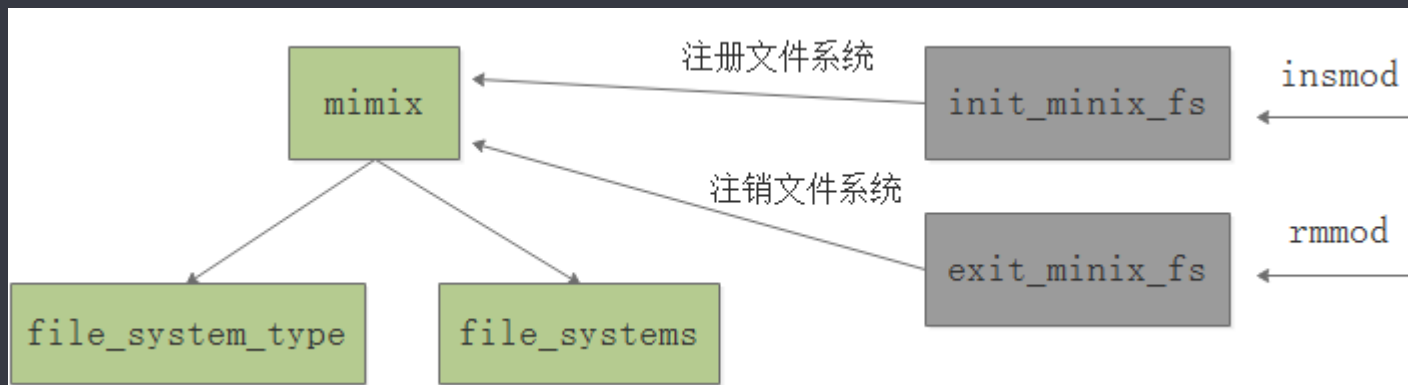 注册文件系统
insmod
mimix
init_minix_fs
注销文件系统
rmmod
exit_minix_fs
file_system_type
file_systems